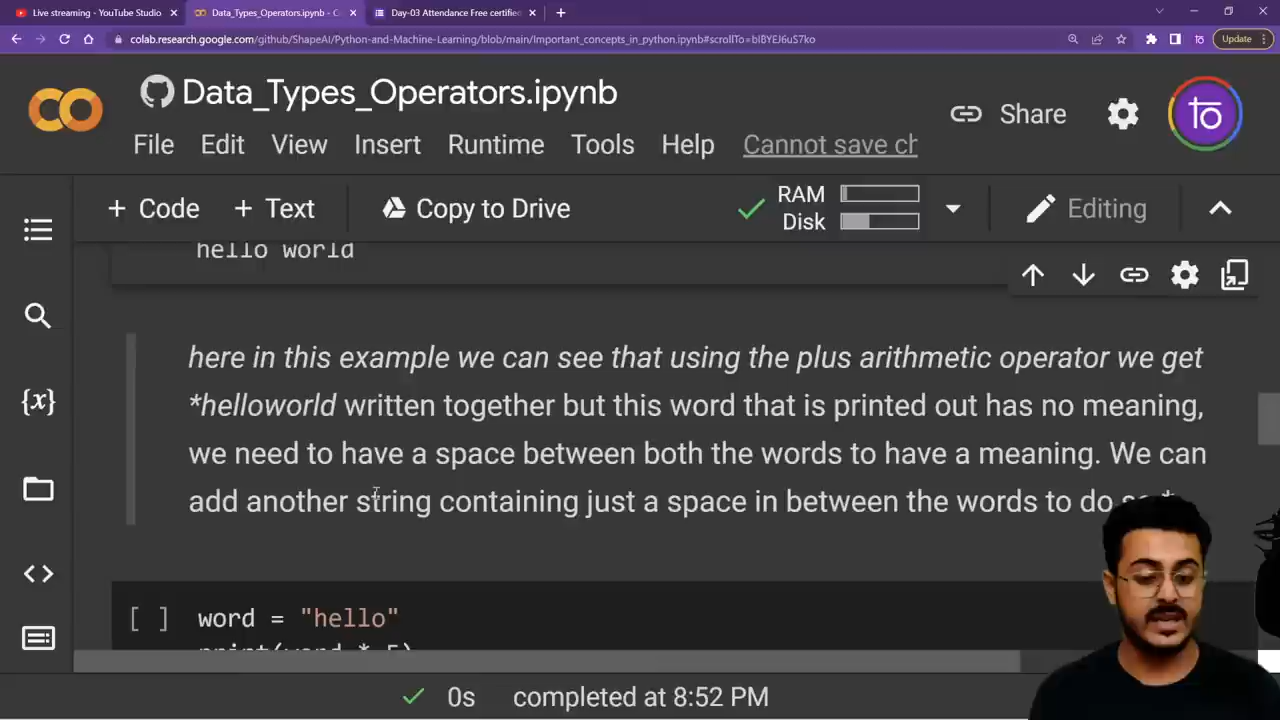 Live streaming - YouTube Studio
Data_Types_Operators.ipynb - C
Day-03 Attendance Free certified
colab.research.google.com/github/ShapeAI/Python-and-Machine-Learning/blob/main/Important_concepts_in_python.ipynb#scrollTo=bIBYEJ6uS7ko
Update
Data_Types_Operators.ipynb
Share
File Edit View Insert Runtime Tools Help Cannot save ch
+ Code + Text Copy to Drive
RAM
Disk
Editing
hello world
here in this example we can see that using the plus arithmetic operator we get
*helloworld written together but this word that is printed out has no meaning,
we need to have a space between both the words to have a meaning. We can
add another string containing just a space in between the words to do so.*
[ ] word = "hello"
print(word * 5)
{x}
<>
0s completed at 8:52 PM